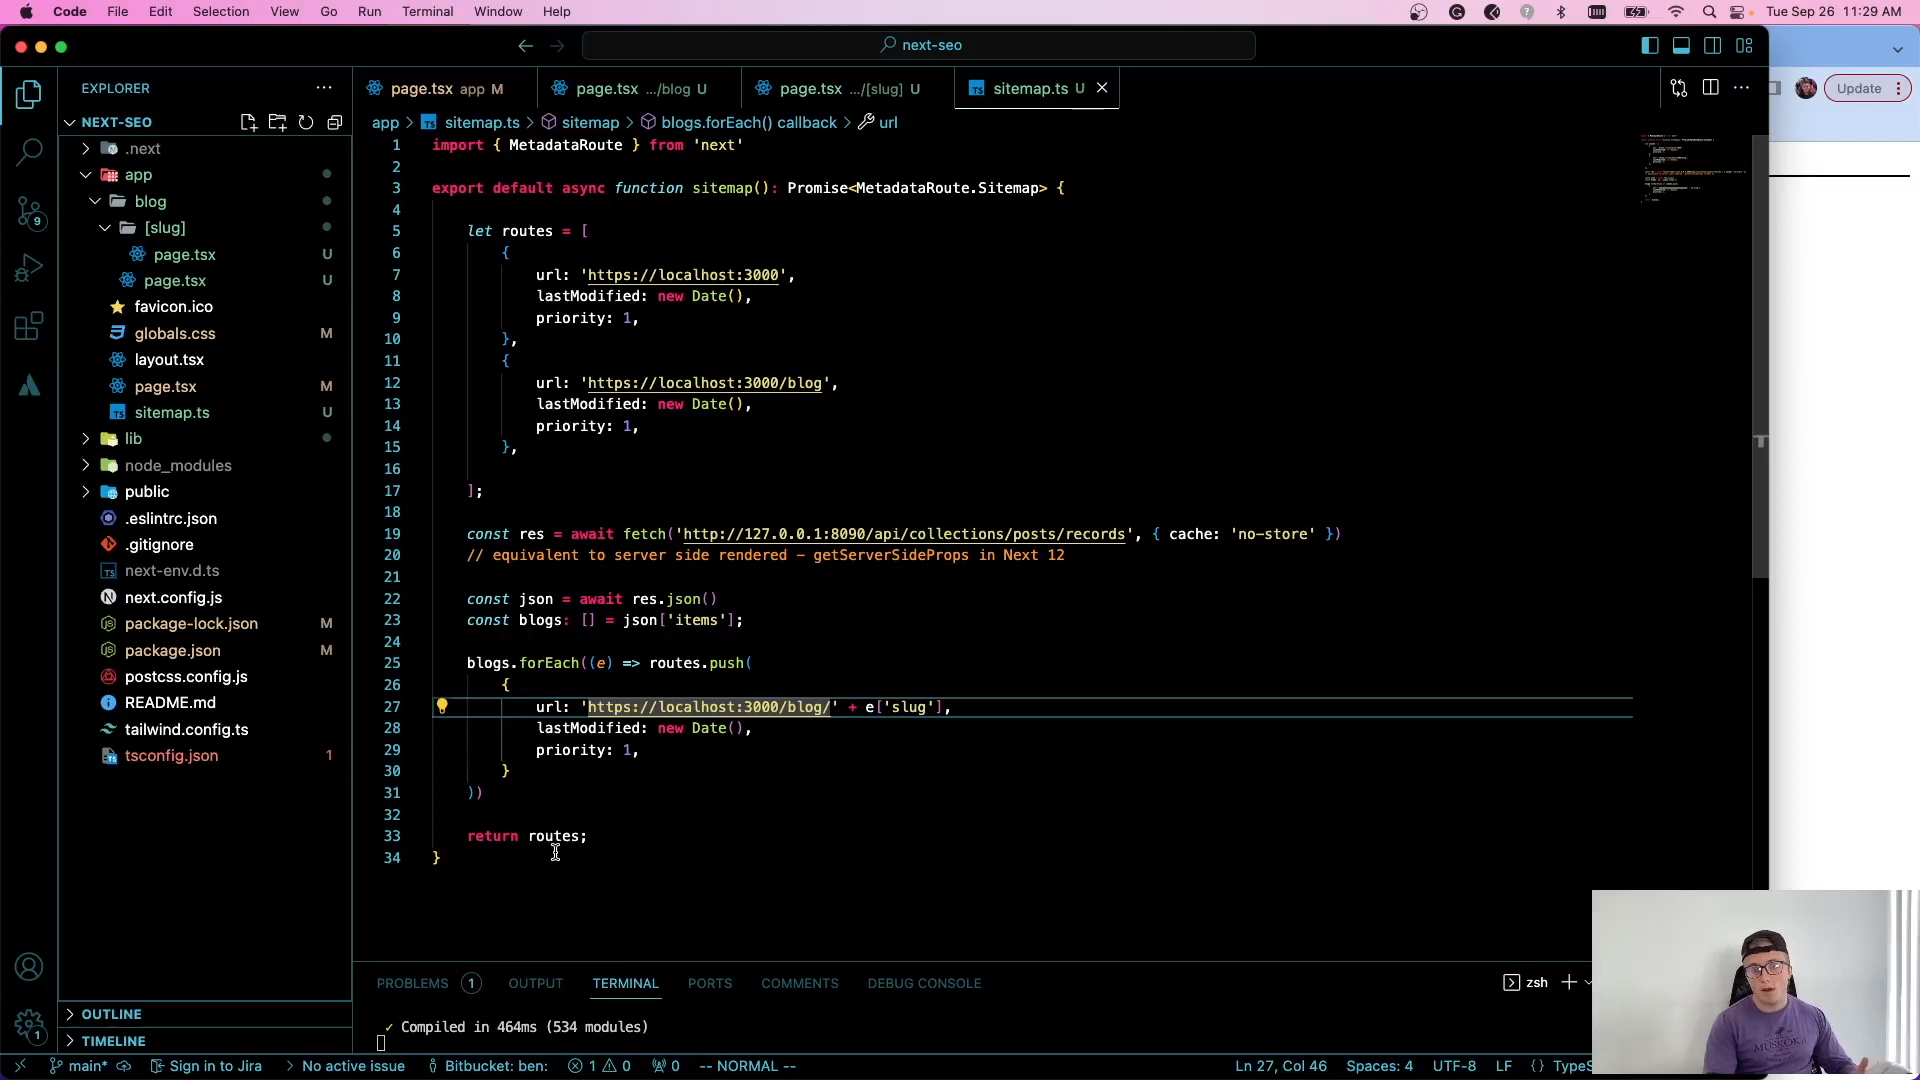 Code File Edit Selection View Go Run Terminal Window Help
Tue Sep 26 11:29 AM
next-seo
Update
EXPLORER
NEXT-SEO
.next
app
blog
[slug]
page.tsx U
page.tsx U
favicon.ico
globals.css M
layout.tsx
page.tsx M
sitemap.ts U
lib
node_modules
public
.eslintrc.json
.gitignore
next-env.d.ts
next.config.js
package-lock.json M
package.json M
postcss.config.js
README.md
tailwind.config.ts
tsconfig.json 1
OUTLINE
TIMELINE
9
1
page.tsx app M page.tsx .../blog U page.tsx .../[slug] U TS sitemap.ts U
app > TS sitemap.ts > sitemap > blogs.forEach() callback > url
1 import { MetadataRoute } from 'next'
2
3 export default async function sitemap(): Promise<MetadataRoute.Sitemap> {
4
5 let routes = [
6 {
7 url: 'https://localhost:3000',
8 lastModified: new Date(),
9 priority: 1,
10 },
11 {
12 url: 'https://localhost:3000/blog',
13 lastModified: new Date(),
14 priority: 1,
15 },
16
17 ];
18
19 const res = await fetch('http://127.0.0.1:8090/api/collections/posts/records', { cache: 'no-store' })
20 // equivalent to server side rendered - getServerSideProps in Next 12
21
22 const json = await res.json()
23 const blogs: [] = json['items'];
24
25 blogs.forEach((e) => routes.push(
26 {
27 url: 'https://localhost:3000/blog/' + e['slug'],
28 lastModified: new Date(),
29 priority: 1,
30 }
31 ))
32
33 return routes;
34 }
PROBLEMS 1 OUTPUT TERMINAL PORTS COMMENTS DEBUG CONSOLE
zsh
✓ Compiled in 464ms (534 modules)
main* Sign in to Jira No active issue Bitbucket: ben: 1 0 0 -- NORMAL --
Ln 27, Col 46 Spaces: 4 UTF-8 LF {} TypeS
MUSKOKA